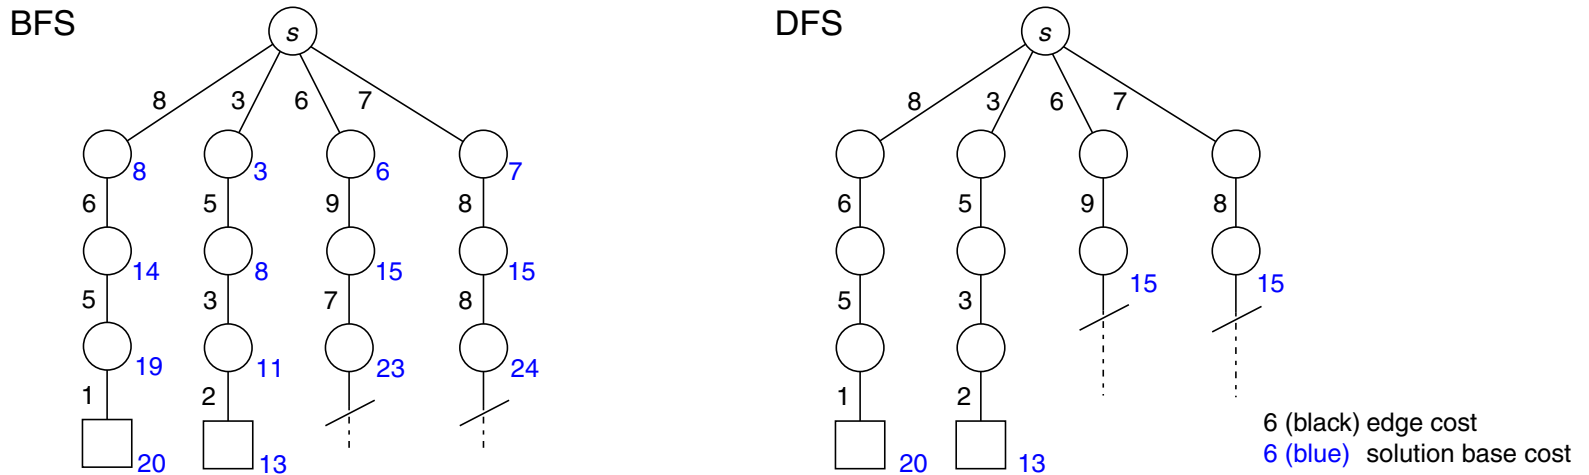 BFS
s
8 3 6 7
8 3 6 7
6 5 9 8
14 8 15 15
5 3 7 8
19 11 23 24
1 2
20 13
DFS
s
8 3 6 7
6 5 9 8
15 15
5 3
1 2
20 13
6 (black) edge cost
6 (blue) solution base cost